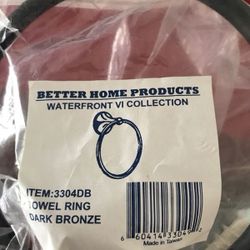 BETTER HOME PRODUCTS
WATERFRONT VI COLLECTION
ITEM:3304DB
TOWEL RING
DARK BRONZE
Made in Taiwan